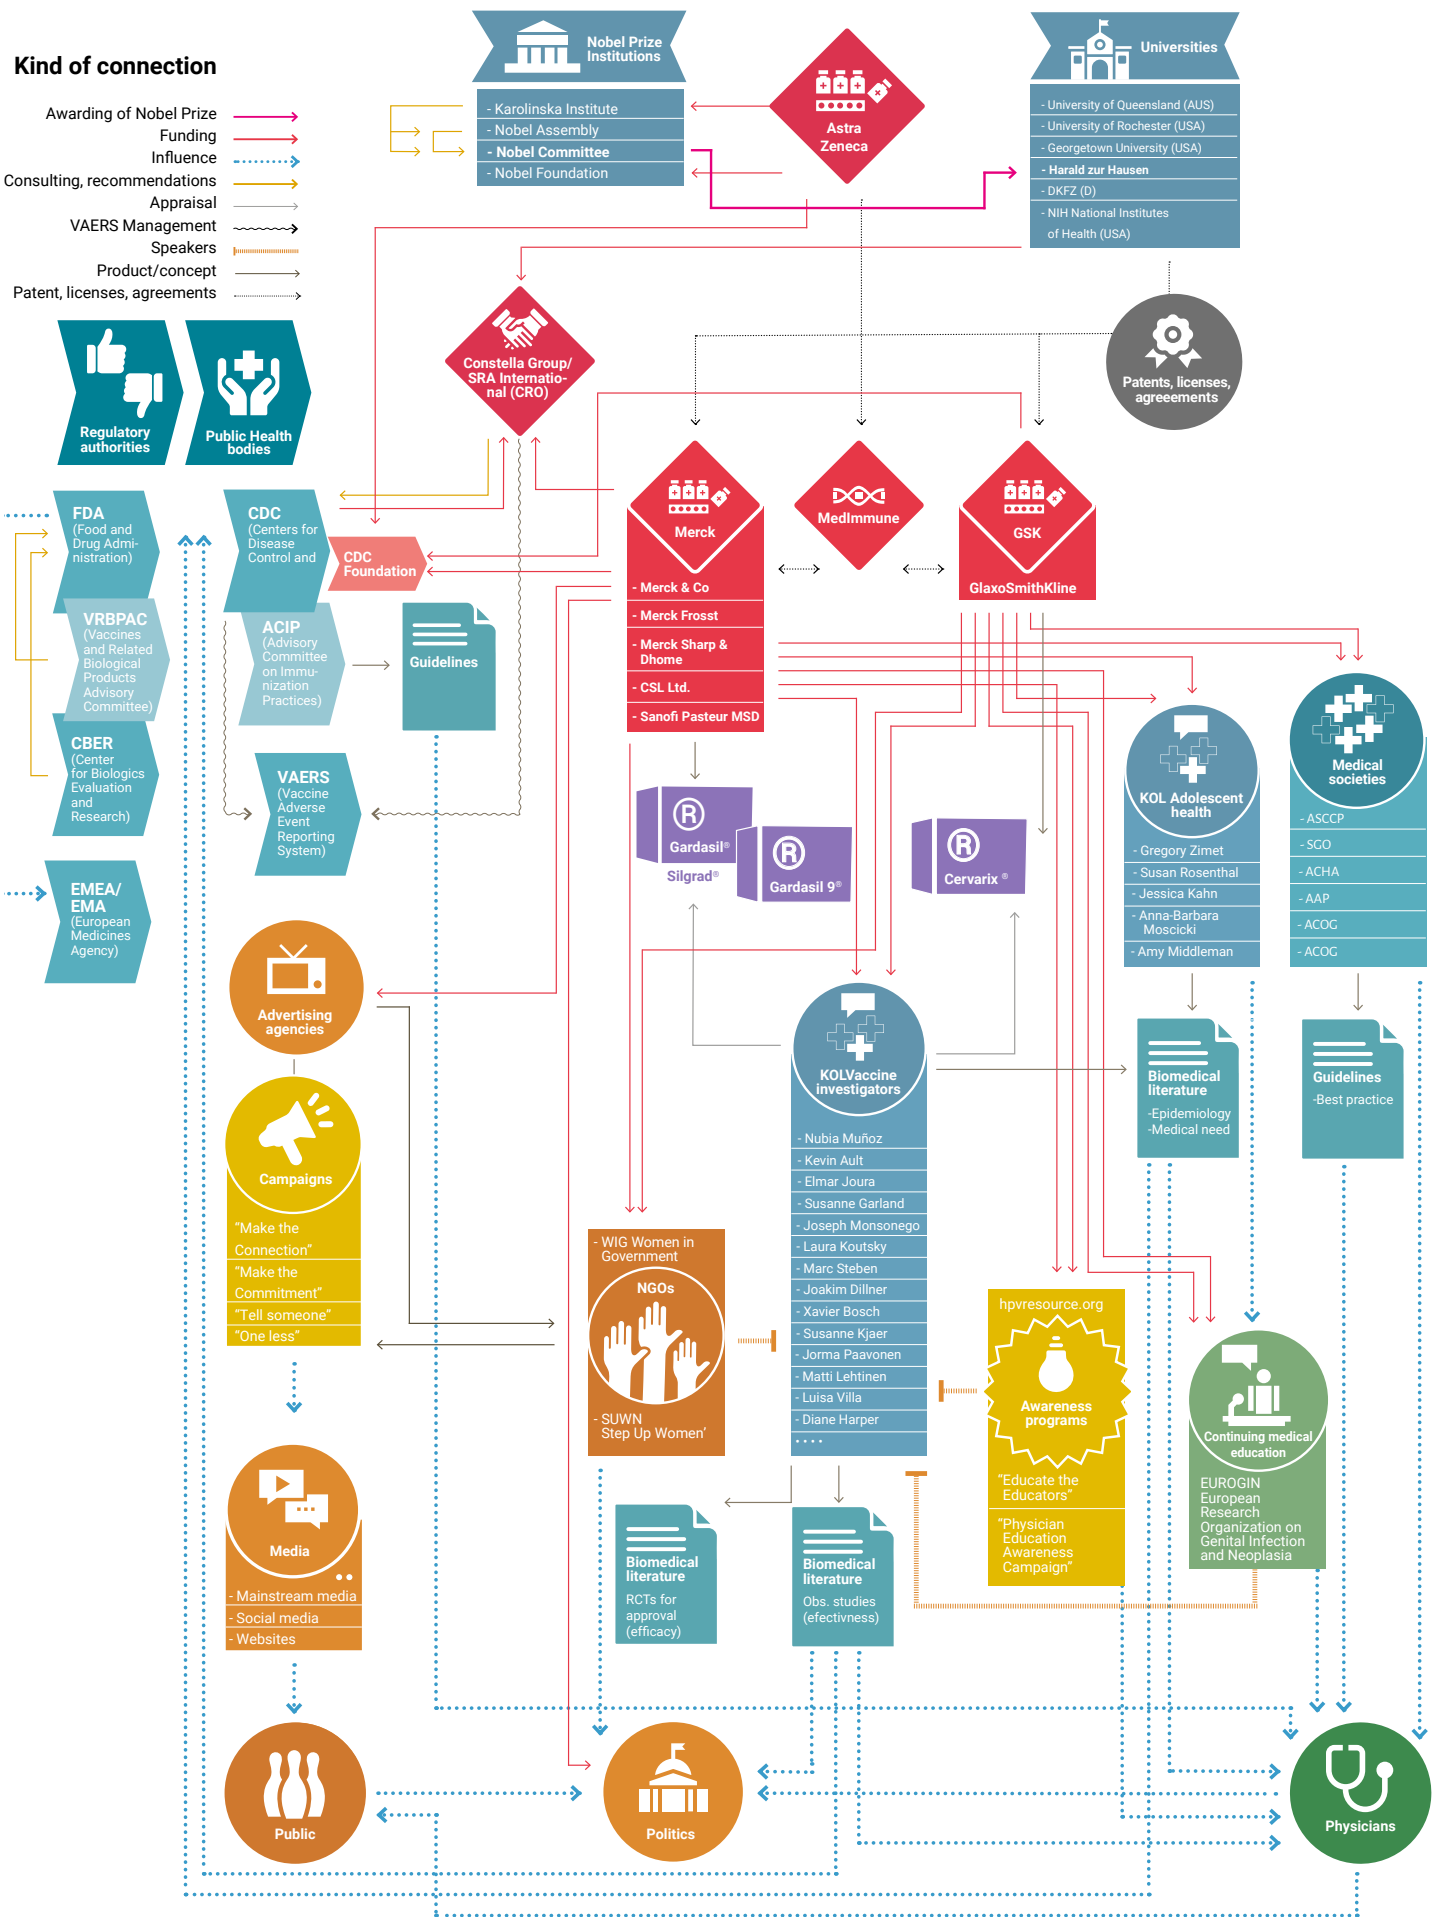 Kind of connection
Awarding of Nobel Prize
Funding
Influence
Consulting, recommendations
Appraisal
VAERS Management
Speakers
Product/concept
Patent, licenses, agreements
Nobel Prize
Institutions
- Karolinska Institute
- Nobel Assembly
- Nobel Committee
- Nobel Foundation
Astra
Zeneca
Universities
- University of Queensland (AUS)
- University of Rochester (USA)
- Georgetown University (USA)
- Harald zur Hausen
- DKFZ (D)
- NIH National Institutes
of Health (USA)
Constella Group/
SRA Internatio-
nal (CRO)
Patents, licenses,
agreeements
Regulatory
authorities
Public Health
bodies
FDA
(Food and
Drug Admi-
nistration)
VRBPAC
(Vaccines
and Related
Biological
Products
Advisory
Committee)
CBER
(Center
for Biologics
Evaluation
and
Research)
EMEA/
EMA
(European
Medicines
Agency)
CDC
(Centers for
Disease
Control and
CDC
Foundation
ACIP
(Advisory
Committee
on Immu-
nization
Practices)
Guidelines
VAERS
(Vaccine
Adverse
Event
Reporting
System)
Merck
- Merck & Co
- Merck Frosst
- Merck Sharp &
Dhome
- CSL Ltd.
- Sanofi Pasteur MSD
MedImmune
GSK
GlaxoSmithKline
®
Gardasil®
Silgrad®
®
Gardasil 9®
®
Cervarix ®
KOL Adolescent
health
- Gregory Zimet
- Susan Rosenthal
- Jessica Kahn
- Anna-Barbara
Moscicki
- Amy Middleman
Medical
societies
- ASCCP
- SGO
- ACHA
- AAP
- ACOG
- ACOG
Advertising
agencies
Campaigns
"Make the
Connection"
"Make the
Commitment"
"Tell someone"
"One less"
KOLVaccine
investigators
- Nubia Muñoz
- Kevin Ault
- Elmar Joura
- Susanne Garland
- Joseph Monsonego
- Laura Koutsky
- Marc Steben
- Joakim Dillner
- Xavier Bosch
- Susanne Kjaer
- Jorma Paavonen
- Matti Lehtinen
- Luisa Villa
- Diane Harper
. . . .
Biomedical
literature
-Epidemiology
-Medical need
Guidelines
-Best practice
- WIG Women in
Government
NGOs
- SUWN
Step Up Women'
hpvresource.org
Awareness
programs
"Educate the
Educators"
"Physician
Education
Awareness
Campaign"
Continuing medical
education
EUROGIN
European
Research
Organization on
Genital Infection
and Neoplasia
Media
- Mainstream media
- Social media
- Websites
Biomedical
literature
RCTs for
approval
(efficacy)
Biomedical
literature
Obs. studies
(efectivness)
Public
Politics
Physicians